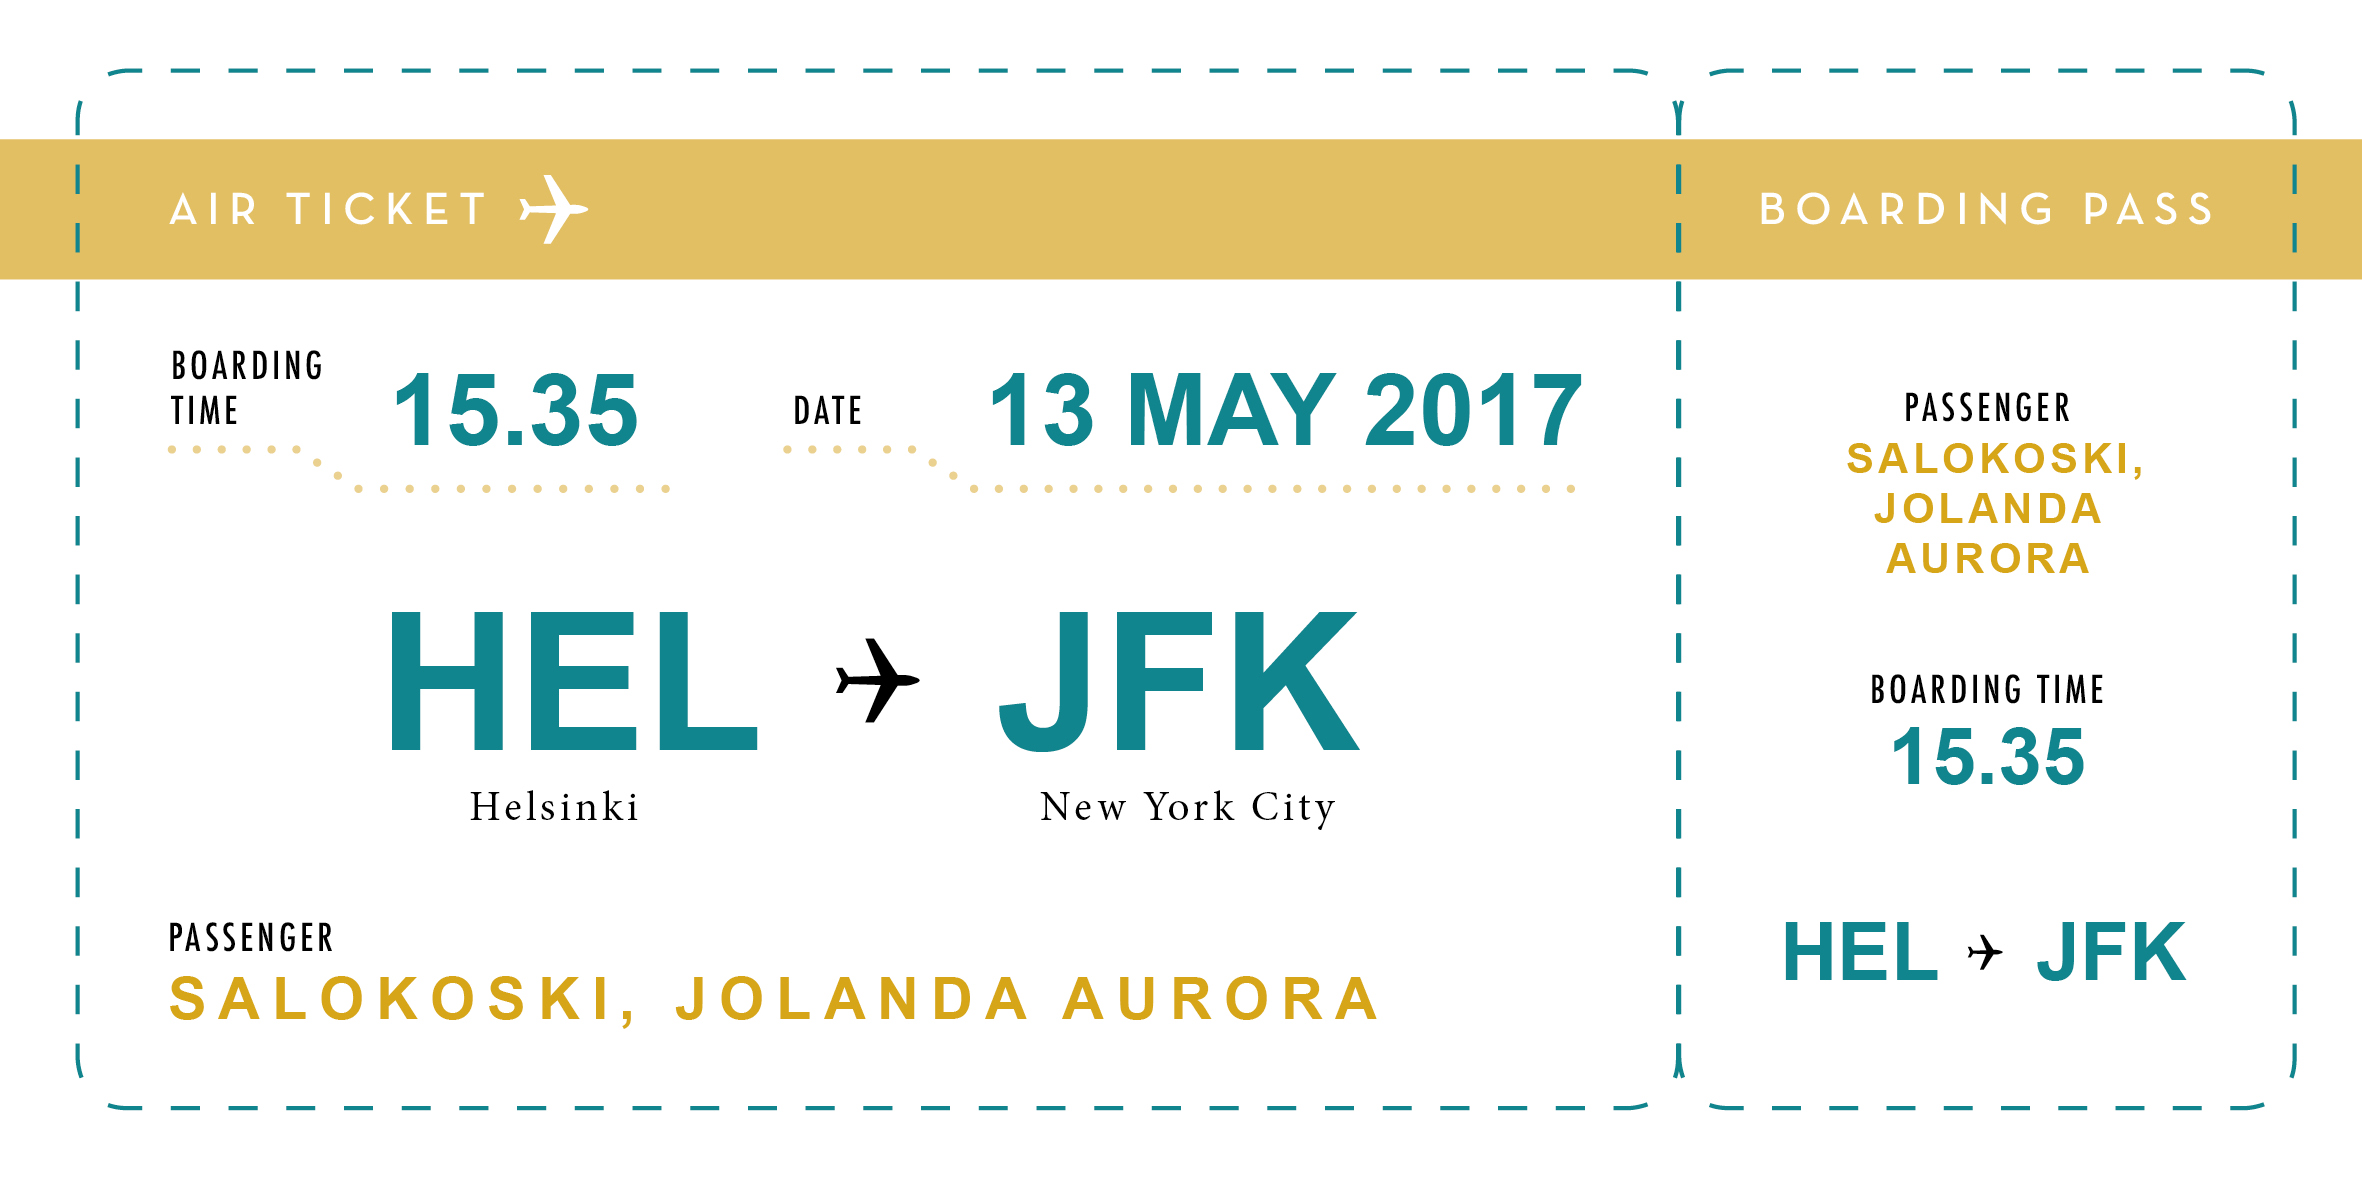 AIR TICKET
BOARDING PASS
BOARDING
TIME
15.35
DATE
13 MAY 2017
HEL JFK
Helsinki
New York City
PASSENGER
SALOKOSKI, JOLANDA AURORA
PASSENGER
SALOKOSKI,
JOLANDA
AURORA
BOARDING TIME
15.35
HEL JFK